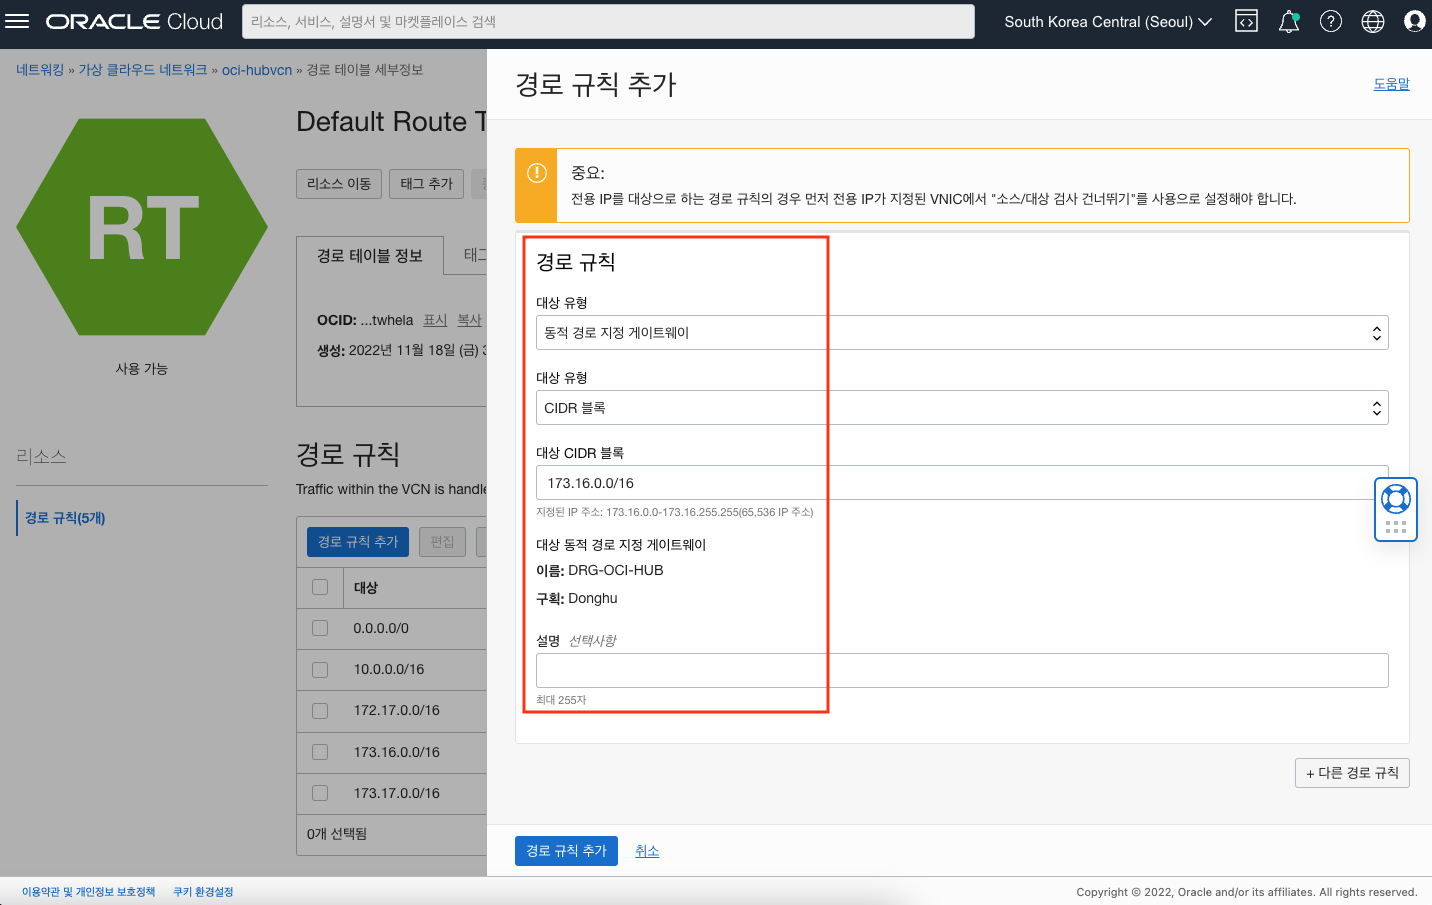 ORACLE Cloud
리소스, 서비스, 설명서 및 마켓플레이스 검색
South Korea Central (Seoul)
네트워킹 » 가상 클라우드 네트워크 » oci-hubvcn » 경로 테이블 세부정보
RT
사용 가능
리소스
경로 규칙(5개)
Default Route T
리소스 이동
태그 추가
경로 테이블 정보
태그
OCID: ...twhela 표시 복사
생성: 2022년 11월 18일 (금)
경로 규칙
Traffic within the VCN is handle
경로 규칙 추가
편집
대상
0.0.0.0/0
10.0.0.0/16
172.17.0.0/16
173.16.0.0/16
173.17.0.0/16
0개 선택됨
경로 규칙 추가
도움말
중요:
전용 IP를 대상으로 하는 경로 규칙의 경우 먼저 전용 IP가 지정된 VNIC에서 "소스/대상 검사 건너뛰기"를 사용으로 설정해야 합니다.
경로 규칙
대상 유형
동적 경로 지정 게이트웨이
대상 유형
CIDR 블록
대상 CIDR 블록
173.16.0.0/16
지정된 IP 주소: 173.16.0.0-173.16.255.255(65,536 IP 주소)
대상 동적 경로 지정 게이트웨이
이름: DRG-OCI-HUB
구획: Donghu
설명 선택사항
최대 255자
+ 다른 경로 규칙
경로 규칙 추가
취소
이용약관 및 개인정보 보호정책
쿠키 환경설정
Copyright © 2022, Oracle and/or its affiliates. All rights reserved.